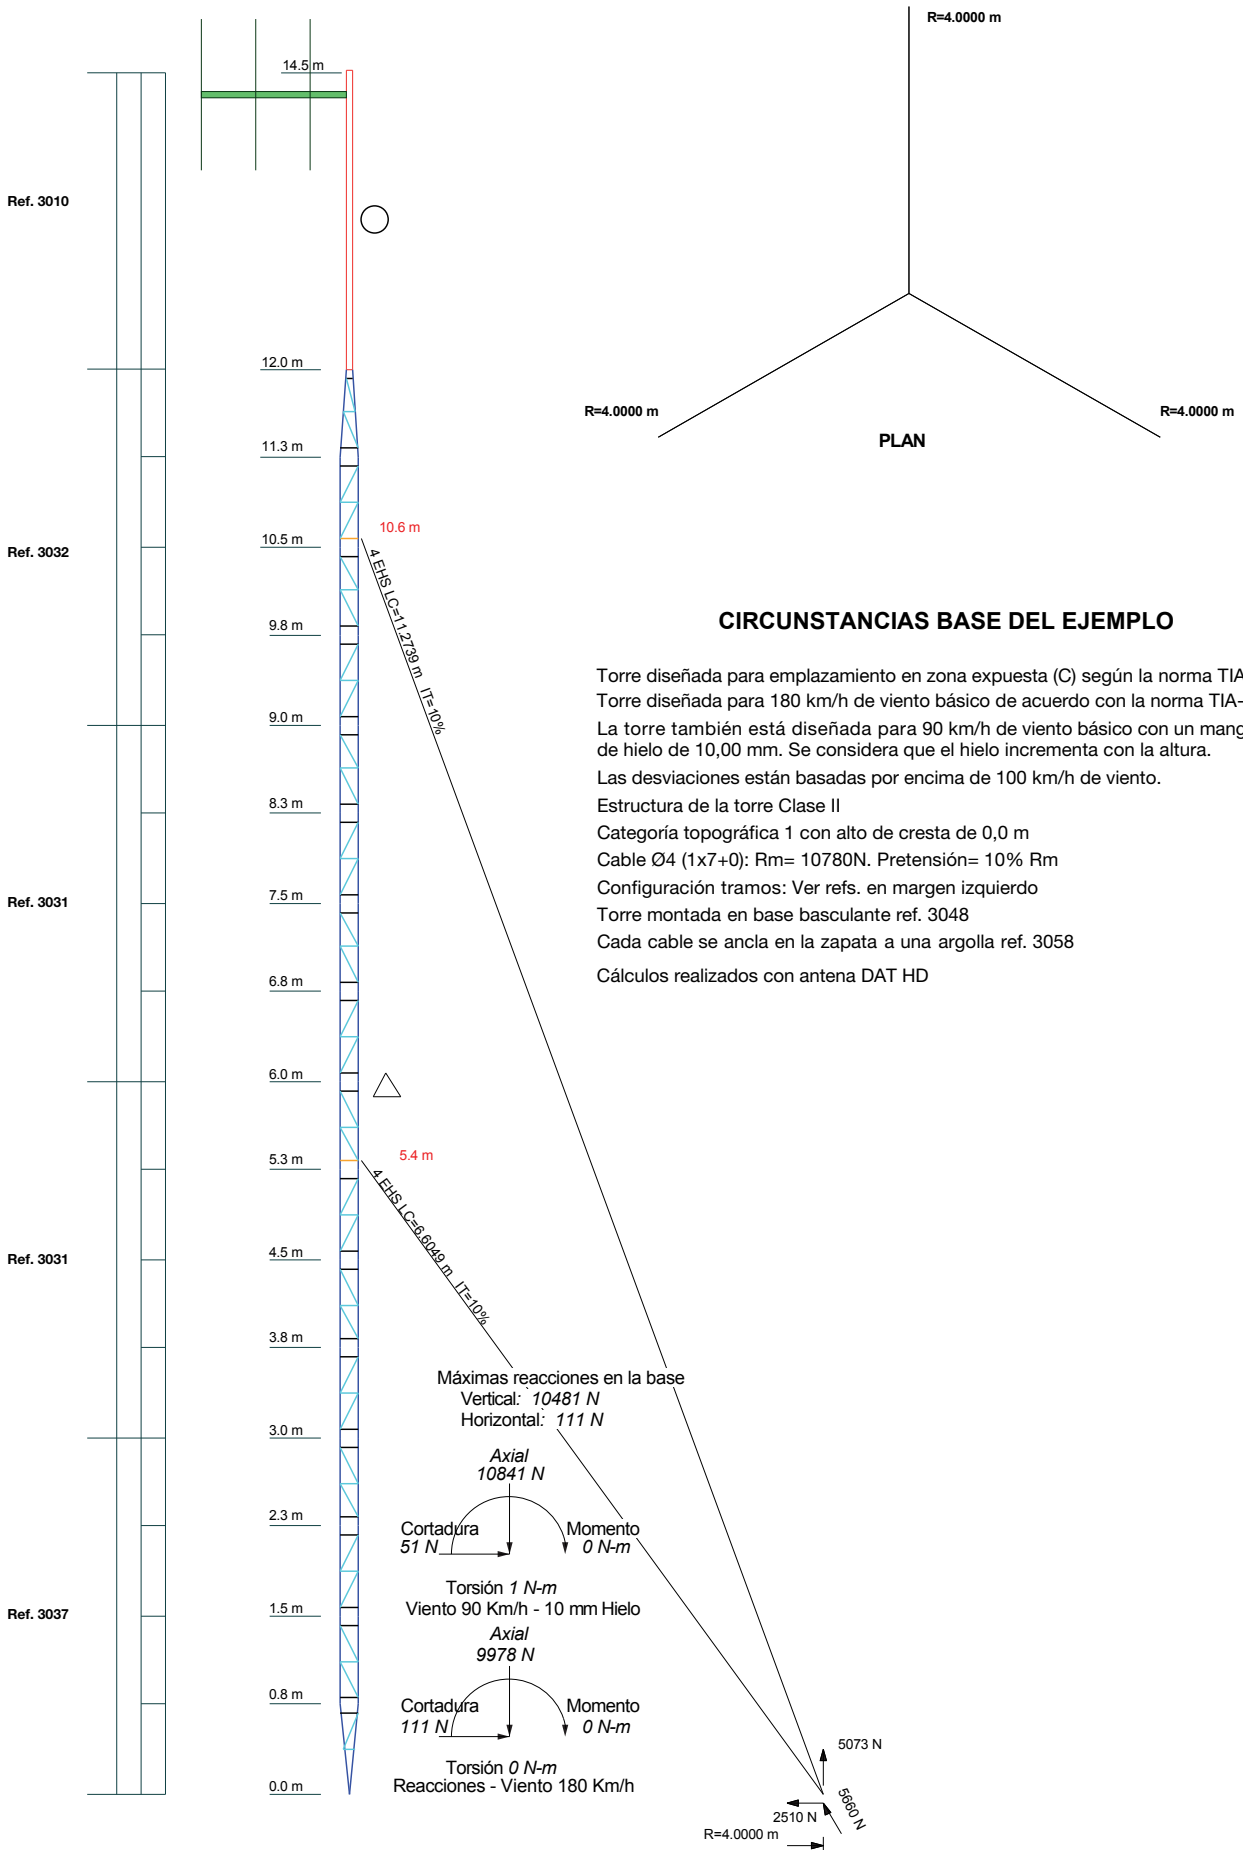 R=4.0000 m
14.5 m
Ref. 3010
12.0 m
R=4.0000 m
R=4.0000 m
PLAN
11.3 m
10.6 m
Ref. 3032
10.5 m
4 EHS LC=11.2739 m IT=10%
9.8 m
9.0 m
CIRCUNSTANCIAS BASE DEL EJEMPLO
Torre diseñada para emplazamiento en zona expuesta (C) según la norma TIA
Torre diseñada para 180 km/h de viento básico de acuerdo con la norma TIA-
La torre también está diseñada para 90 km/h de viento básico con un mang
de hielo de 10,00 mm. Se considera que el hielo incrementa con la altura.
Las desviaciones están basadas por encima de 100 km/h de viento.
Estructura de la torre Clase II
Categoría topográfica 1 con alto de cresta de 0,0 m
Cable Ø4 (1x7+0): Rm= 10780N. Pretensión= 10% Rm
Configuración tramos: Ver refs. en margen izquierdo
Torre montada en base basculante ref. 3048
Cada cable se ancla en la zapata a una argolla ref. 3058
Cálculos realizados con antena DAT HD
8.3 m
Ref. 3031
7.5 m
6.8 m
6.0 m
5.4 m
5.3 m
4 EHS LC=6.6049 m IT=10%
Ref. 3031
4.5 m
3.8 m
Máximas reacciones en la base
Vertical: 10481 N
Horizontal: 111 N
3.0 m
Axial
10841 N
2.3 m
Cortadura
51 N
Momento
0 N-m
Torsión 1 N-m
Viento 90 Km/h - 10 mm Hielo
Ref. 3037
1.5 m
Axial
9978 N
0.8 m
Cortadura
111 N
Momento
0 N-m
Torsión 0 N-m
Reacciones - Viento 180 Km/h
0.0 m
5073 N
5660 N
2510 N
R=4.0000 m